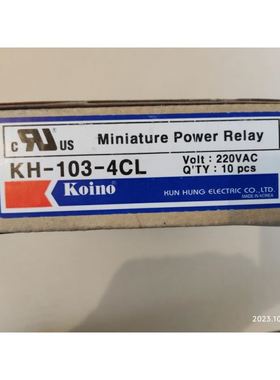 c RU US Miniature Power Relay
KH-103-4CL Volt : 220VAC
Q'TY : 10 pcs
Koino KUN HUNG ELECTRIC CO.,LTD.
MADE IN KOREA
2023.10